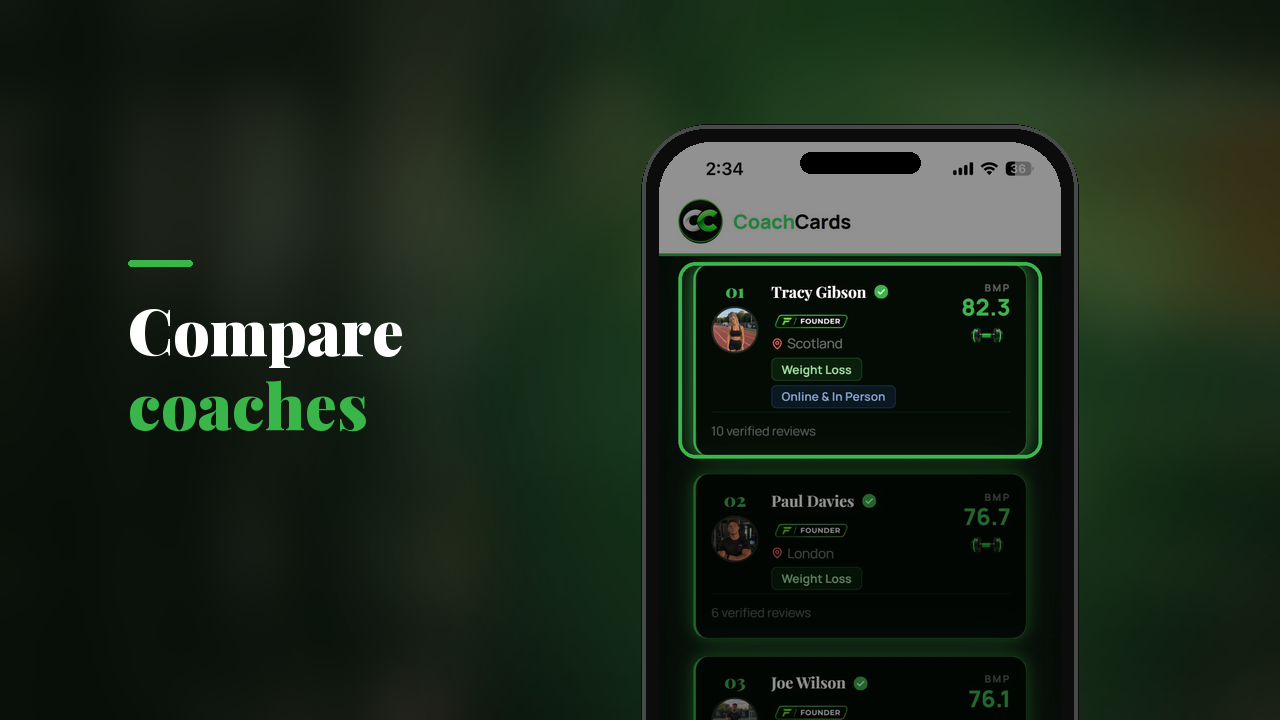 Compare
coaches
2:34
36
CC CoachCards
01 Tracy Gibson
BMP
82.3
F / FOUNDER
Scotland
Weight Loss
Online & In Person
10 verified reviews
02 Paul Davies
BMP
76.7
F / FOUNDER
London
Weight Loss
6 verified reviews
03 Joe Wilson
BMP
76.1
F / FOUNDER